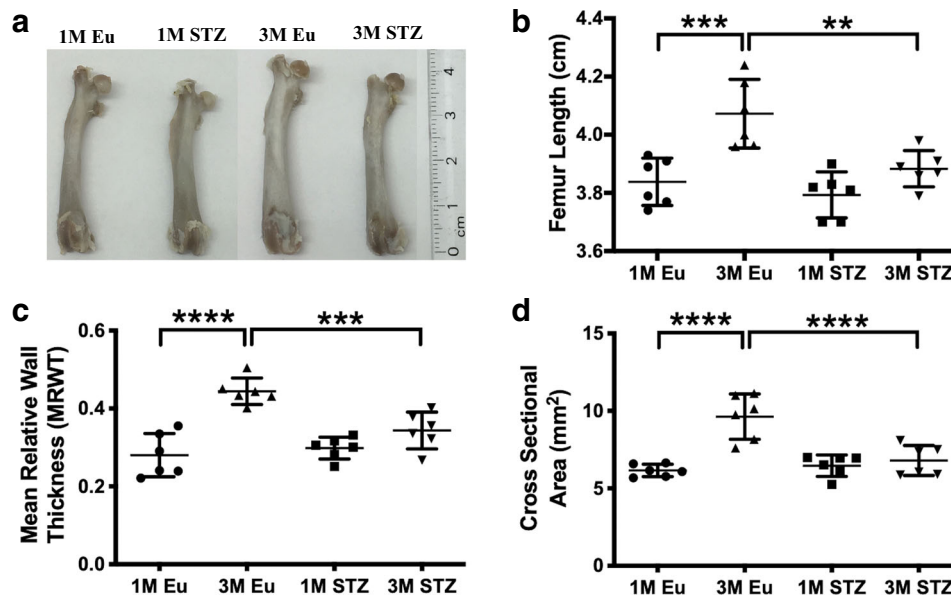 a
1M Eu 1M STZ 3M Eu 3M STZ
4
3
2
1
0 cm
b
Femur Length (cm)
4.4
4.2
4.0
3.8
3.6
*** **
1M Eu 3M Eu 1M STZ 3M STZ
c
Mean Relative Wall
Thickness (MRWT)
0.6
0.4
0.2
0.0
**** ***
1M Eu 3M Eu 1M STZ 3M STZ
d
Cross Sectional
Area (mm²)
15
10
5
0
**** ****
1M Eu 3M Eu 1M STZ 3M STZ